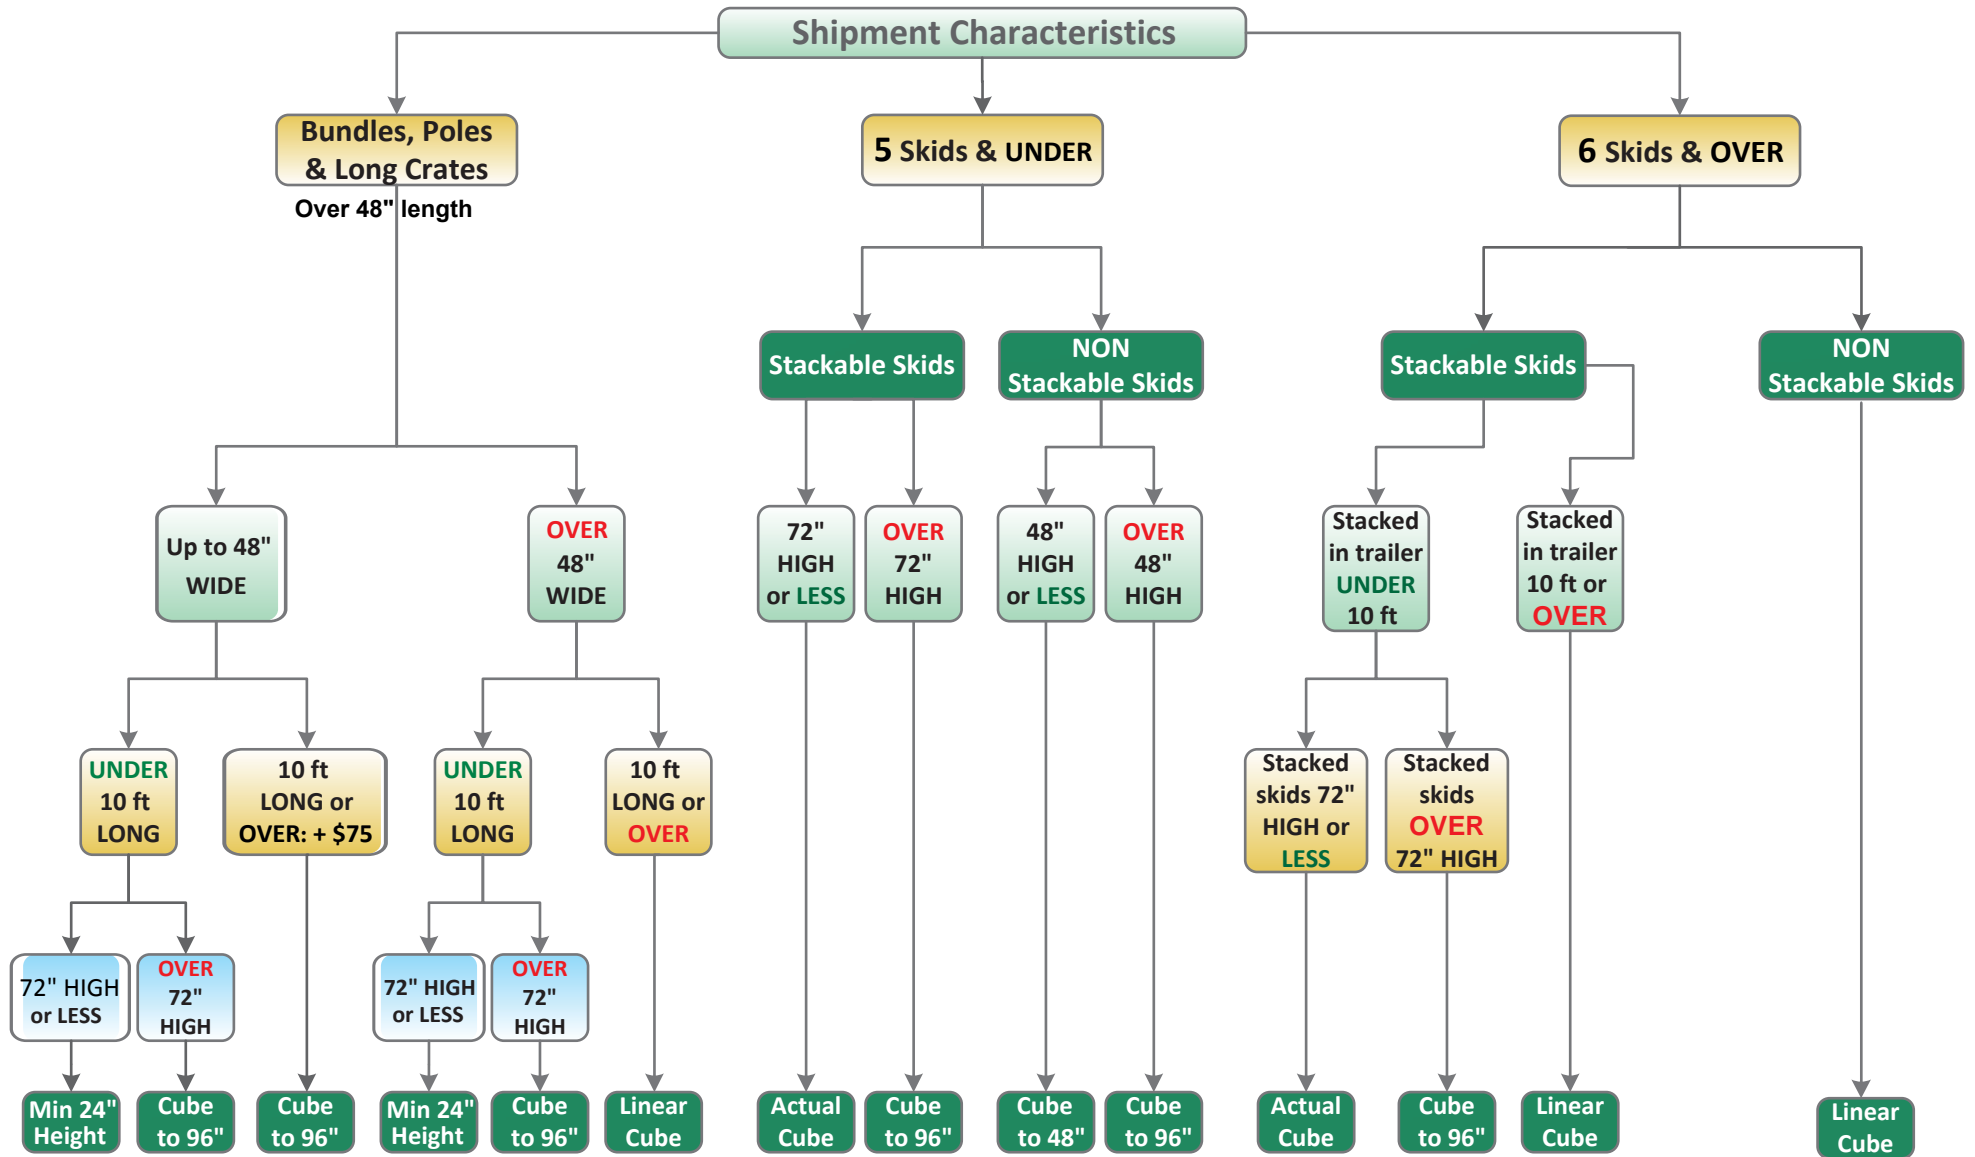 Shipment Characteristics
Bundles, Poles
& Long Crates
Over 48" length
5 Skids & UNDER
6 Skids & OVER
Stackable Skids
NON
Stackable Skids
Stackable Skids
NON
Stackable Skids
Up to 48"
WIDE
OVER
48"
WIDE
72"
HIGH
or LESS
OVER
72"
HIGH
48"
HIGH
or LESS
OVER
48"
HIGH
Stacked
in trailer
UNDER
10 ft
Stacked
in trailer
10 ft or
OVER
UNDER
10 ft
LONG
10 ft
LONG or
OVER: + $75
UNDER
10 ft
LONG
10 ft
LONG or
OVER
Stacked
skids 72"
HIGH or
LESS
Stacked
skids
OVER
72" HIGH
72" HIGH
or LESS
OVER
72"
HIGH
72" HIGH
or LESS
OVER
72"
HIGH
Min 24"
Height
Cube
to 96"
Cube
to 96"
Min 24"
Height
Cube
to 96"
Linear
Cube
Actual
Cube
Cube
to 96"
Cube
to 48"
Cube
to 96"
Actual
Cube
Cube
to 96"
Linear
Cube
Linear
Cube